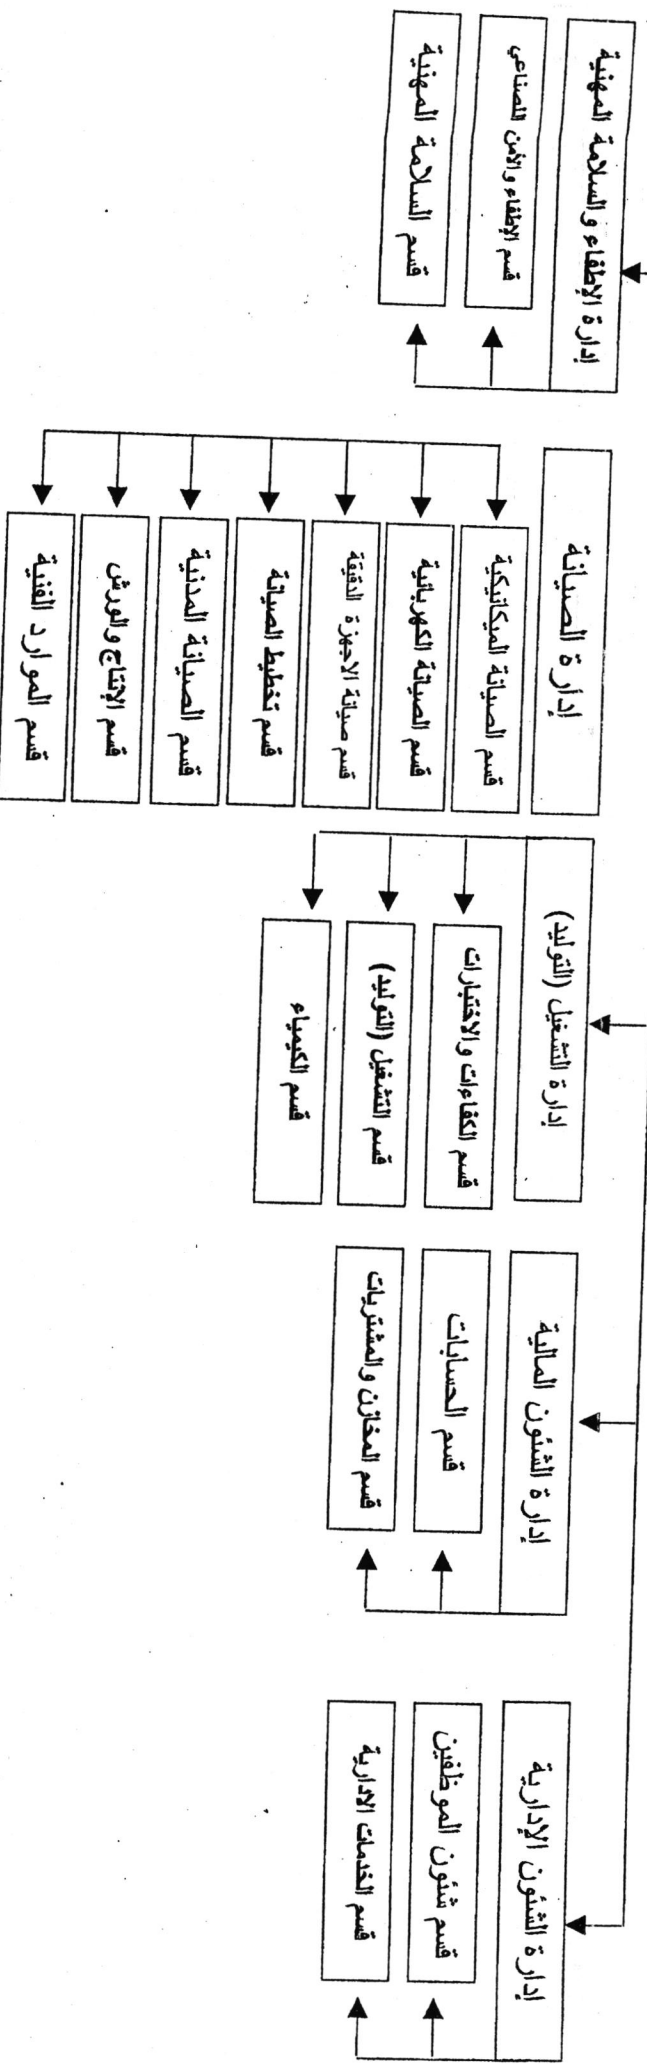 إدارة الشئون الإدارية
قسم شئون الموظفين
قسم الخدمات الادارية
إدارة الشئون المالية
قسم الحسابات
قسم المخازن والمشتريات
إدارة التشغيل (التوليد)
قسم الكفاءات والاختبارات
قسم التشغيل (التوليد)
قسم الكيمياء
إدارة الصيانة
قسم الصيانة الميكانيكية
قسم الصيانة الكهربائية
قسم صيانة الاجهزة الدقيقة
قسم تخطيط الصيانة
قسم الصيانة المدنية
قسم الإنتاج والورش
قسم الموارد الفنية
إدارة الإطفاء والسلامة المهنية
قسم الإطفاء والأمن الصناعي
قسم السلامة المهنية